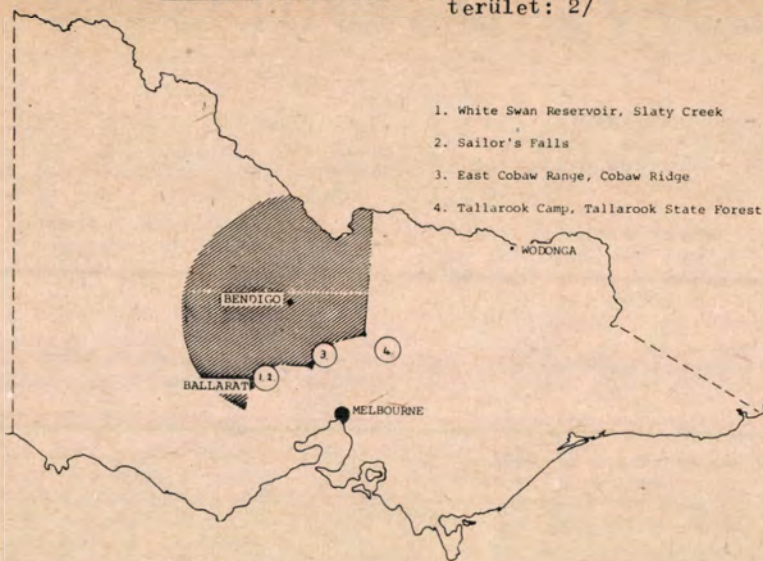 terület: 2/
1. White Swan Reservoir, Slaty Creek
2. Sailor's Falls
3. East Cobaw Range, Cobaw Ridge
4. Tallarook Camp, Tallarook State Forest
WODONGA
BENDIGO
3.
4.
1.2.
BALLARAT
MELBOURNE